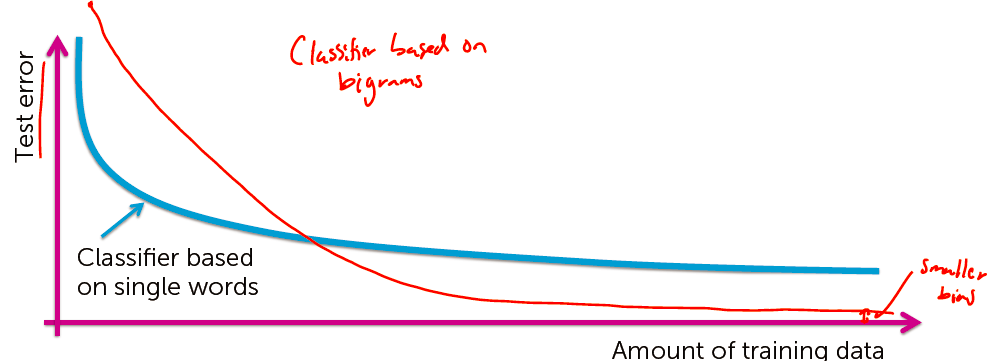 Classifier based on
bigrams
Test error
Classifier based
on single words
smaller
bias
Amount of training data